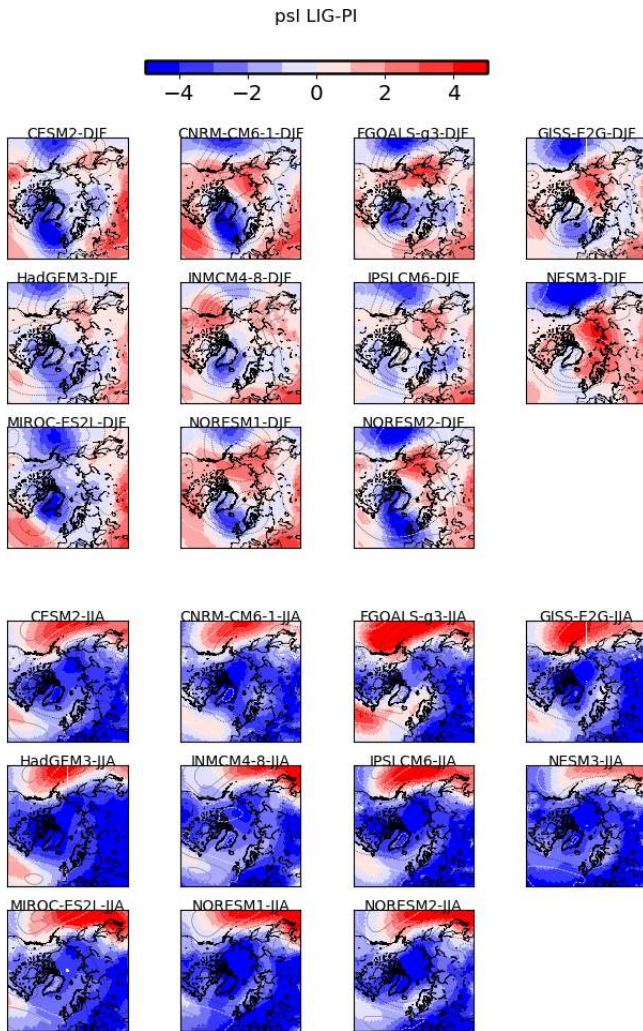 psl LIG-PI
−4 −2 0 2 4
CESM2-DJF CNRM-CM6-1-DJF FGOALS-g3-DJF GISS-E2G-DJF
HadGEM3-DJF INMCM4-8-DJF IPSLCM6-DJF NESM3-DJF
MIROC-ES2L-DJF NORESM1-DJF NORESM2-DJF
CESM2-JJA CNRM-CM6-1-JJA FGOALS-g3-JJA GISS-E2G-JJA
HadGEM3-JJA INMCM4-8-JJA IPSLCM6-JJA NESM3-JJA
MIROC-ES2L-JJA NORESM1-JJA NORESM2-JJA